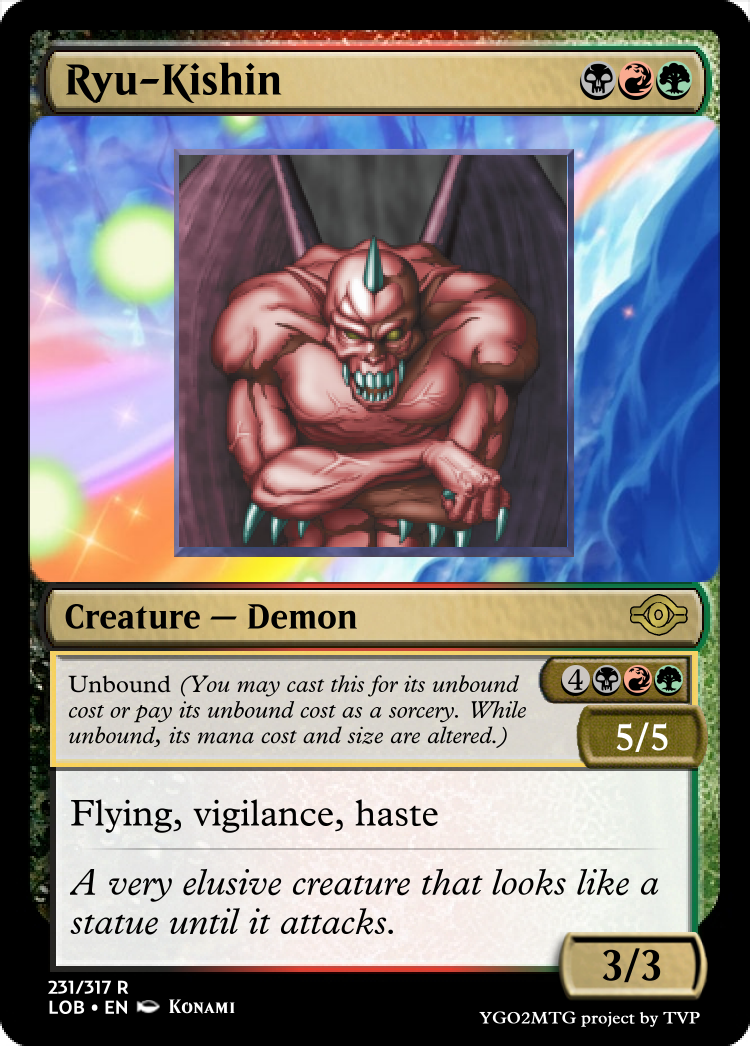 Ryu-Kishin
Creature — Demon
Unbound (You may cast this for its unbound
cost or pay its unbound cost as a sorcery. While
unbound, its mana cost and size are altered.)
4
5/5
Flying, vigilance, haste
A very elusive creature that looks like a
statue until it attacks.
3/3
231/317 R
LOB • EN KONAMI
YGO2MTG project by TVP